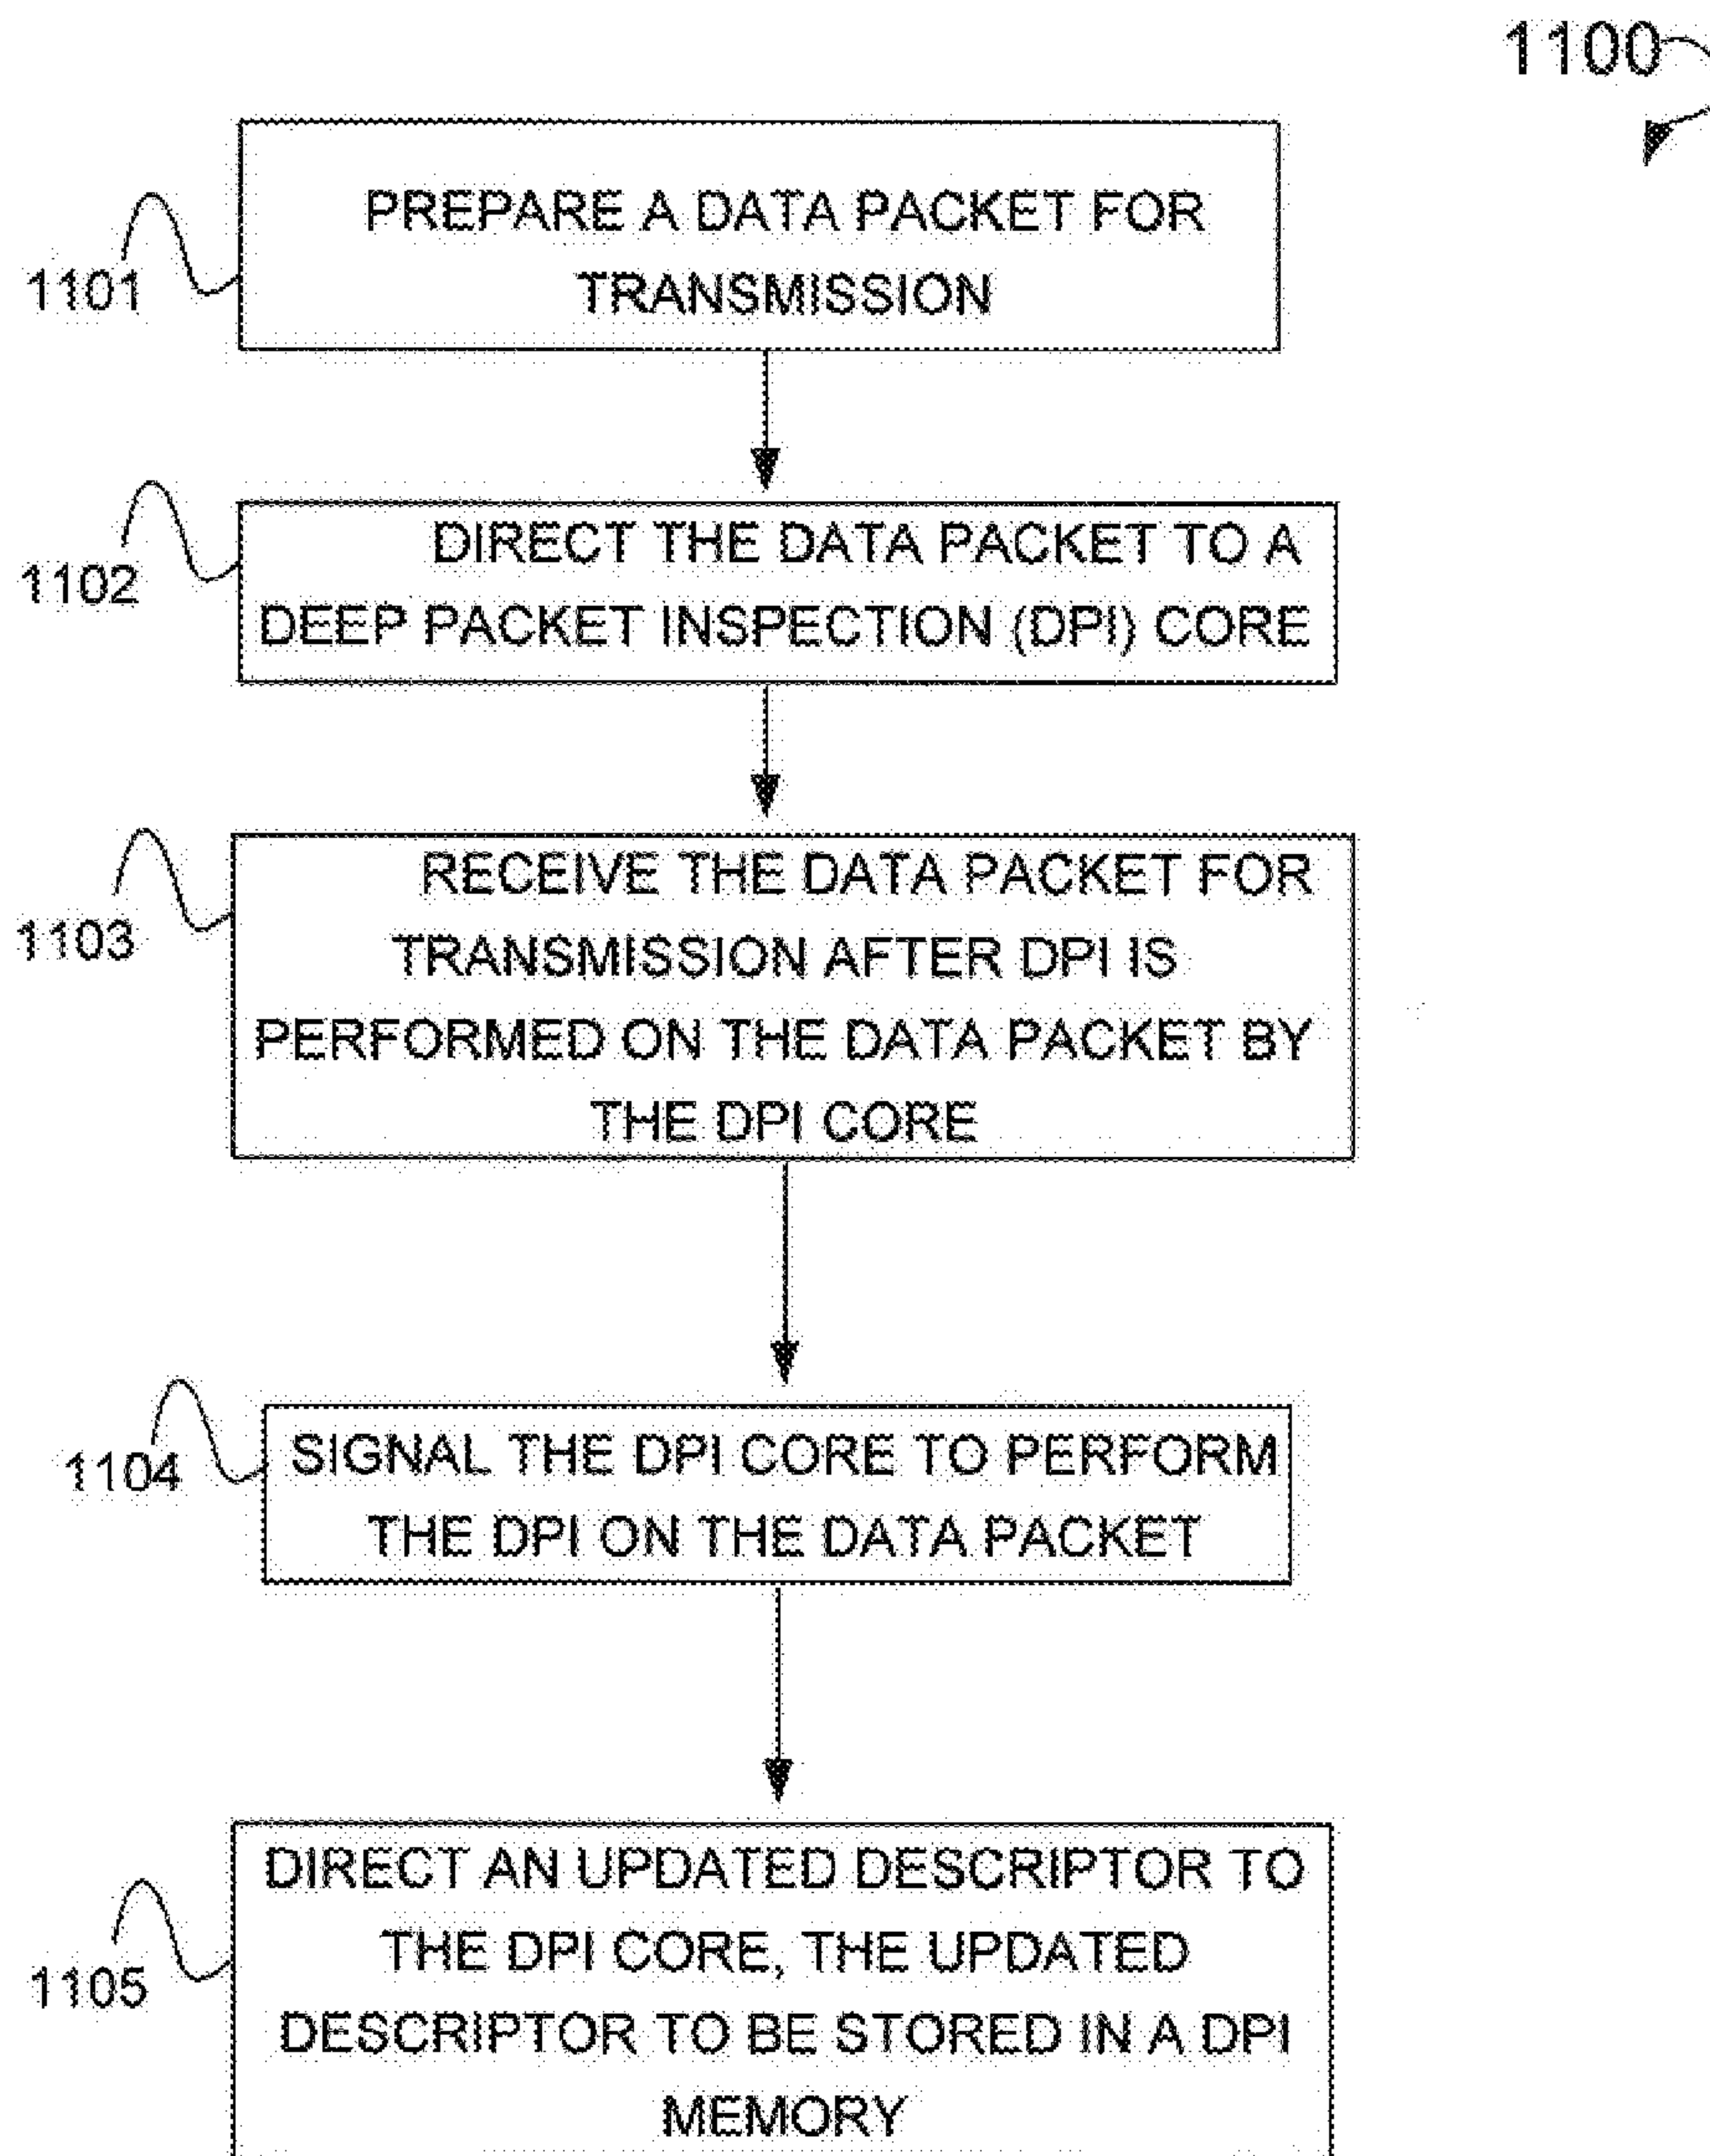 1100
PREPARE A DATA PACKET FOR
TRANSMISSION
1101
DIRECT THE DATA PACKET TO A
DEEP PACKET INSPECTION (DPI) CORE
1102
RECEIVE THE DATA PACKET FOR
TRANSMISSION AFTER DPI IS
PERFORMED ON THE DATA PACKET BY
THE DPI CORE
1103
SIGNAL THE DPI CORE TO PERFORM
THE DPI ON THE DATA PACKET
1104
DIRECT AN UPDATED DESCRIPTOR TO
THE DPI CORE, THE UPDATED
DESCRIPTOR TO BE STORED IN A DPI
MEMORY
1105